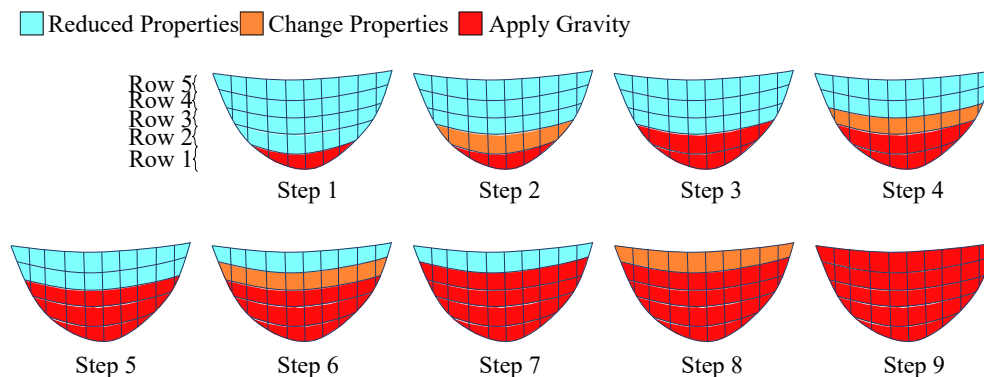 Reduced Properties Change Properties Apply Gravity
Row 5
Row 4
Row 3
Row 2
Row 1
Step 1 Step 2 Step 3 Step 4
Step 5 Step 6 Step 7 Step 8 Step 9